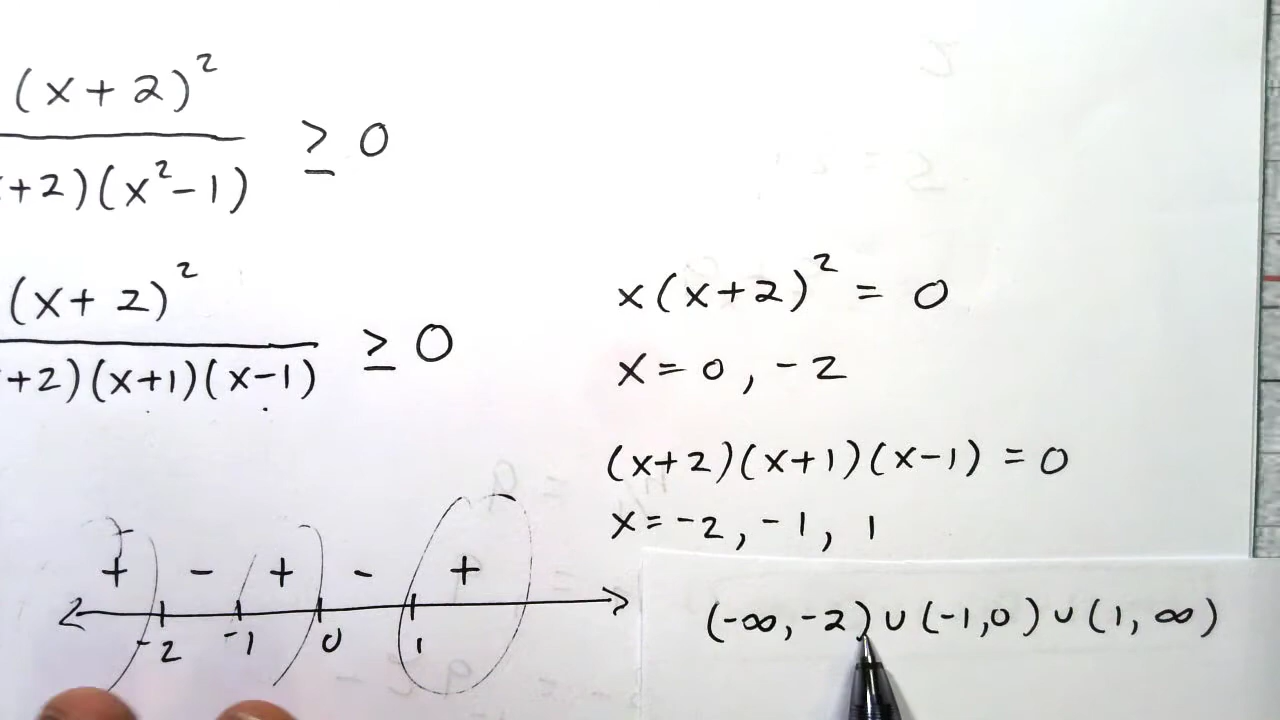 (x+2)²
+2)(x²-1) ≥ 0
(x+2)²
+2)(x+1)(x-1) ≥ 0
x(x+2)² = 0
x = 0, -2
(x+2)(x+1)(x-1) = 0
x = -2, -1, 1
+ - + - +
-2 -1 0 1
(-∞,-2)∪(-1,0)∪(1,∞)